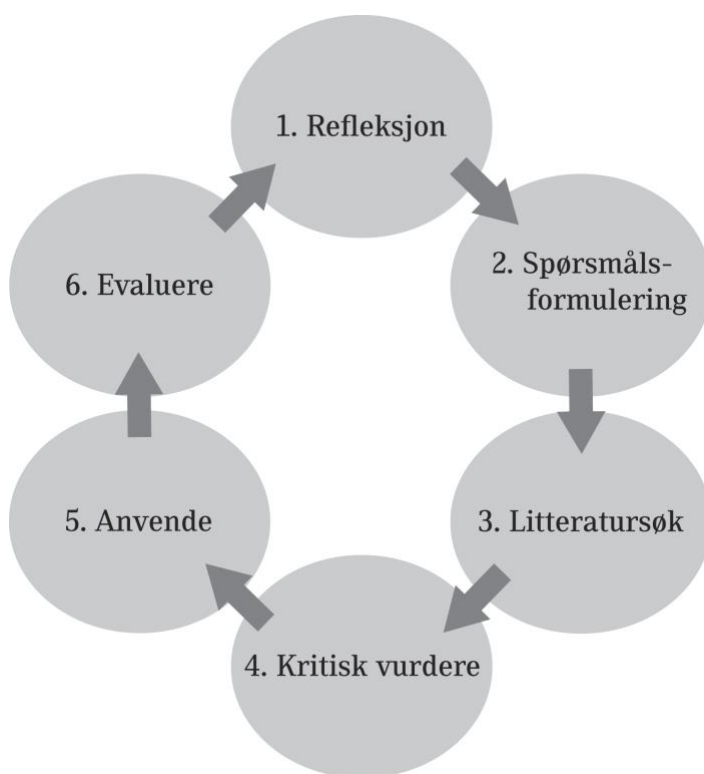 1. Refleksjon
2. Spørsmåls-
formulering
3. Litteratursøk
4. Kritisk vurdere
5. Anvende
6. Evaluere